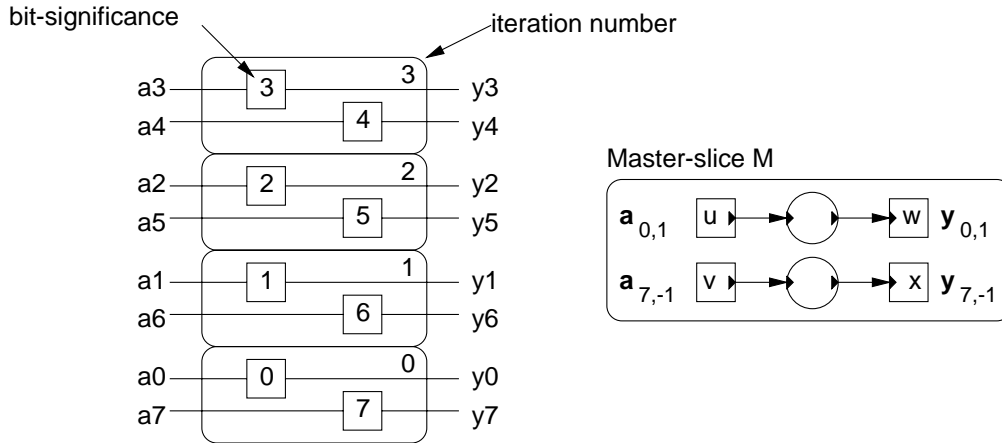 bit-significance
iteration number
a3 3 3 y3
a4 4 y4
a2 2 2 y2
a5 5 y5
a1 1 1 y1
a6 6 y6
a0 0 0 y0
a7 7 y7
Master-slice M
a 0,1 u w y 0,1
a 7,-1 v x y 7,-1